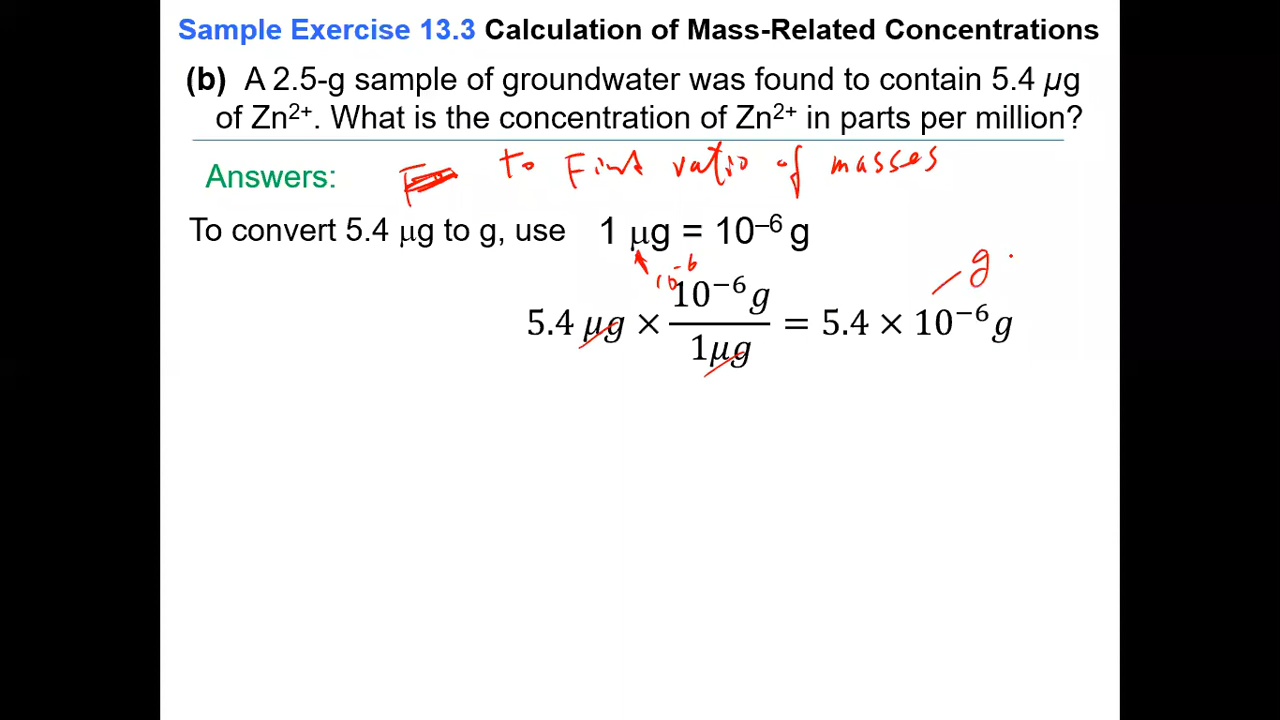 Sample Exercise 13.3 Calculation of Mass-Related Concentrations
(b) A 2.5-g sample of groundwater was found to contain 5.4 µg
of Zn²⁺. What is the concentration of Zn²⁺ in parts per million?
Answers: to Find ratio of masses
To convert 5.4 μg to g, use 1 μg = 10⁻⁶ g
10⁻⁶ g
5.4 μg × 10⁻⁶ g / 1μg = 5.4 × 10⁻⁶ g